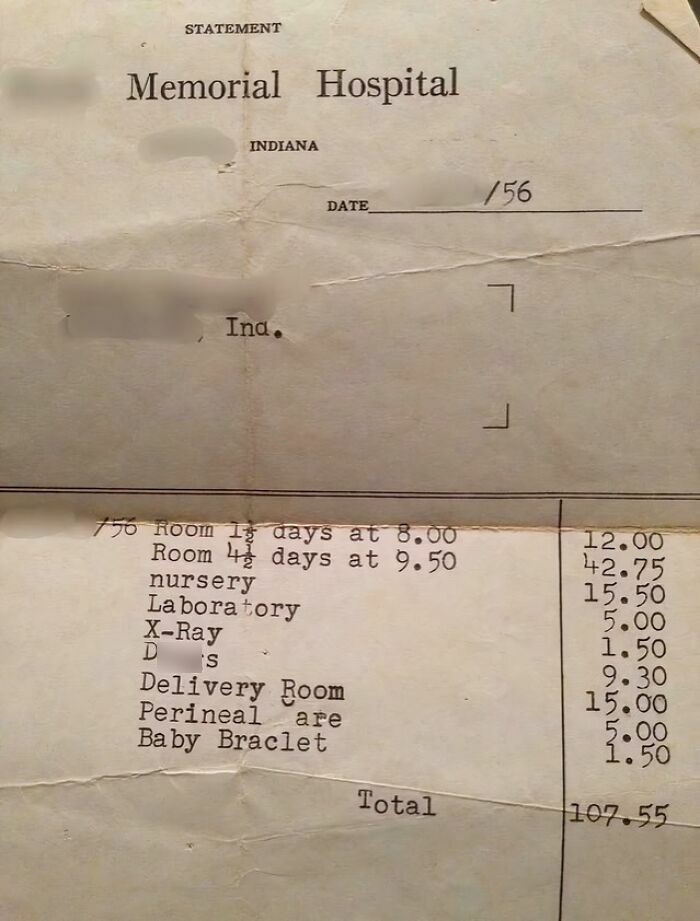 STATEMENT
Memorial Hospital
INDIANA
DATE /56
, Ind.
/56 Room 1½ days at 8.00 12.00
Room 4½ days at 9.50 42.75
nursery 15.50
Laboratory 5.00
X-Ray 1.50
9.30
Delivery Room 15.00
Perineal Care 5.00
Baby Braclet 1.50
Total 107.55